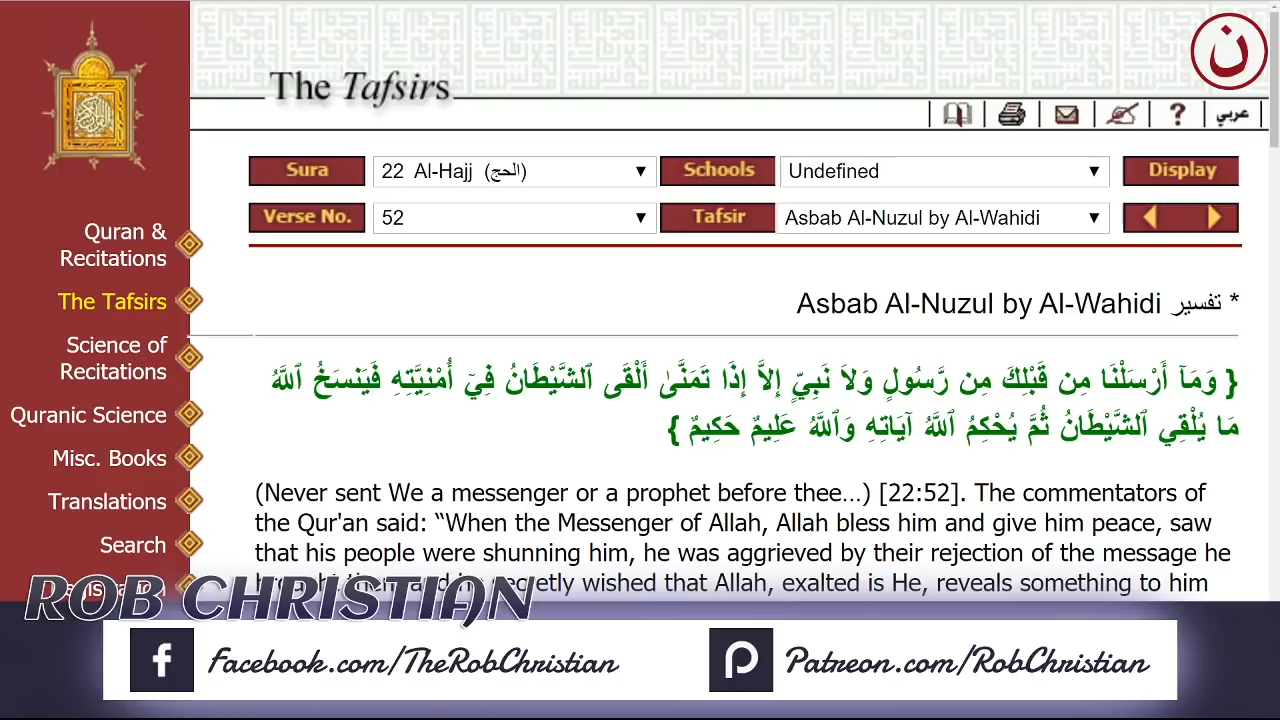 The Tafsirs
ن
عربي
Sura
22 Al-Hajj (الحج)
Schools
Undefined
Display
Verse No.
52
Tafsir
Asbab Al-Nuzul by Al-Wahidi
Quran &
Recitations
The Tafsirs
Science of
Recitations
Quranic Science
Misc. Books
Translations
Search
* تفسير Asbab Al-Nuzul by Al-Wahidi
{ وَمَآ أَرْسَلْنَا مِن قَبْلِكَ مِن رَّسُولٍ وَلاَ نَبِيٍّ إِلاَّ إِذَا تَمَنَّىٰ أَلْقَى ٱلشَّيْطَانُ فِيۤ أُمْنِيَّتِهِ فَيَنسَخُ ٱللَّهُ
مَا يُلْقِي ٱلشَّيْطَانُ ثُمَّ يُحْكِمُ ٱللَّهُ آيَاتِهِ وَٱللَّهُ عَلِيمٌ حَكِيمٌ }
(Never sent We a messenger or a prophet before thee…) [22:52]. The commentators of
the Qur'an said: “When the Messenger of Allah, Allah bless him and give him peace, saw
that his people were shunning him, he was aggrieved by their rejection of the message he
wished that Allah, exalted is He, reveals something to him
ROB CHRISTIAN
f Facebook.com/TheRobChristian
Patreon.com/RobChristian